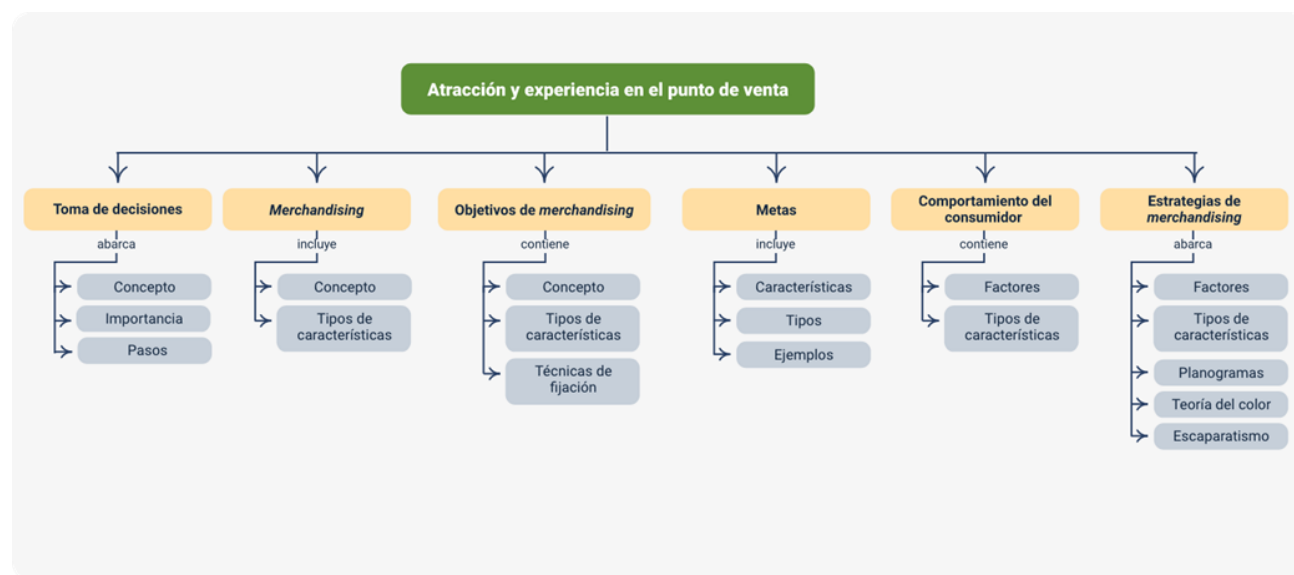 Atracción y experiencia en el punto de venta
Toma de decisiones
abarca
Concepto
Importancia
Pasos
Merchandising
incluye
Concepto
Tipos de
características
Objetivos de merchandising
contiene
Concepto
Tipos de
características
Técnicas de
fijación
Metas
incluye
Características
Tipos
Ejemplos
Comportamiento del
consumidor
contiene
Factores
Tipos de
características
Estrategias de
merchandising
abarca
Factores
Tipos de
características
Planogramas
Teoría del color
Escaparatismo